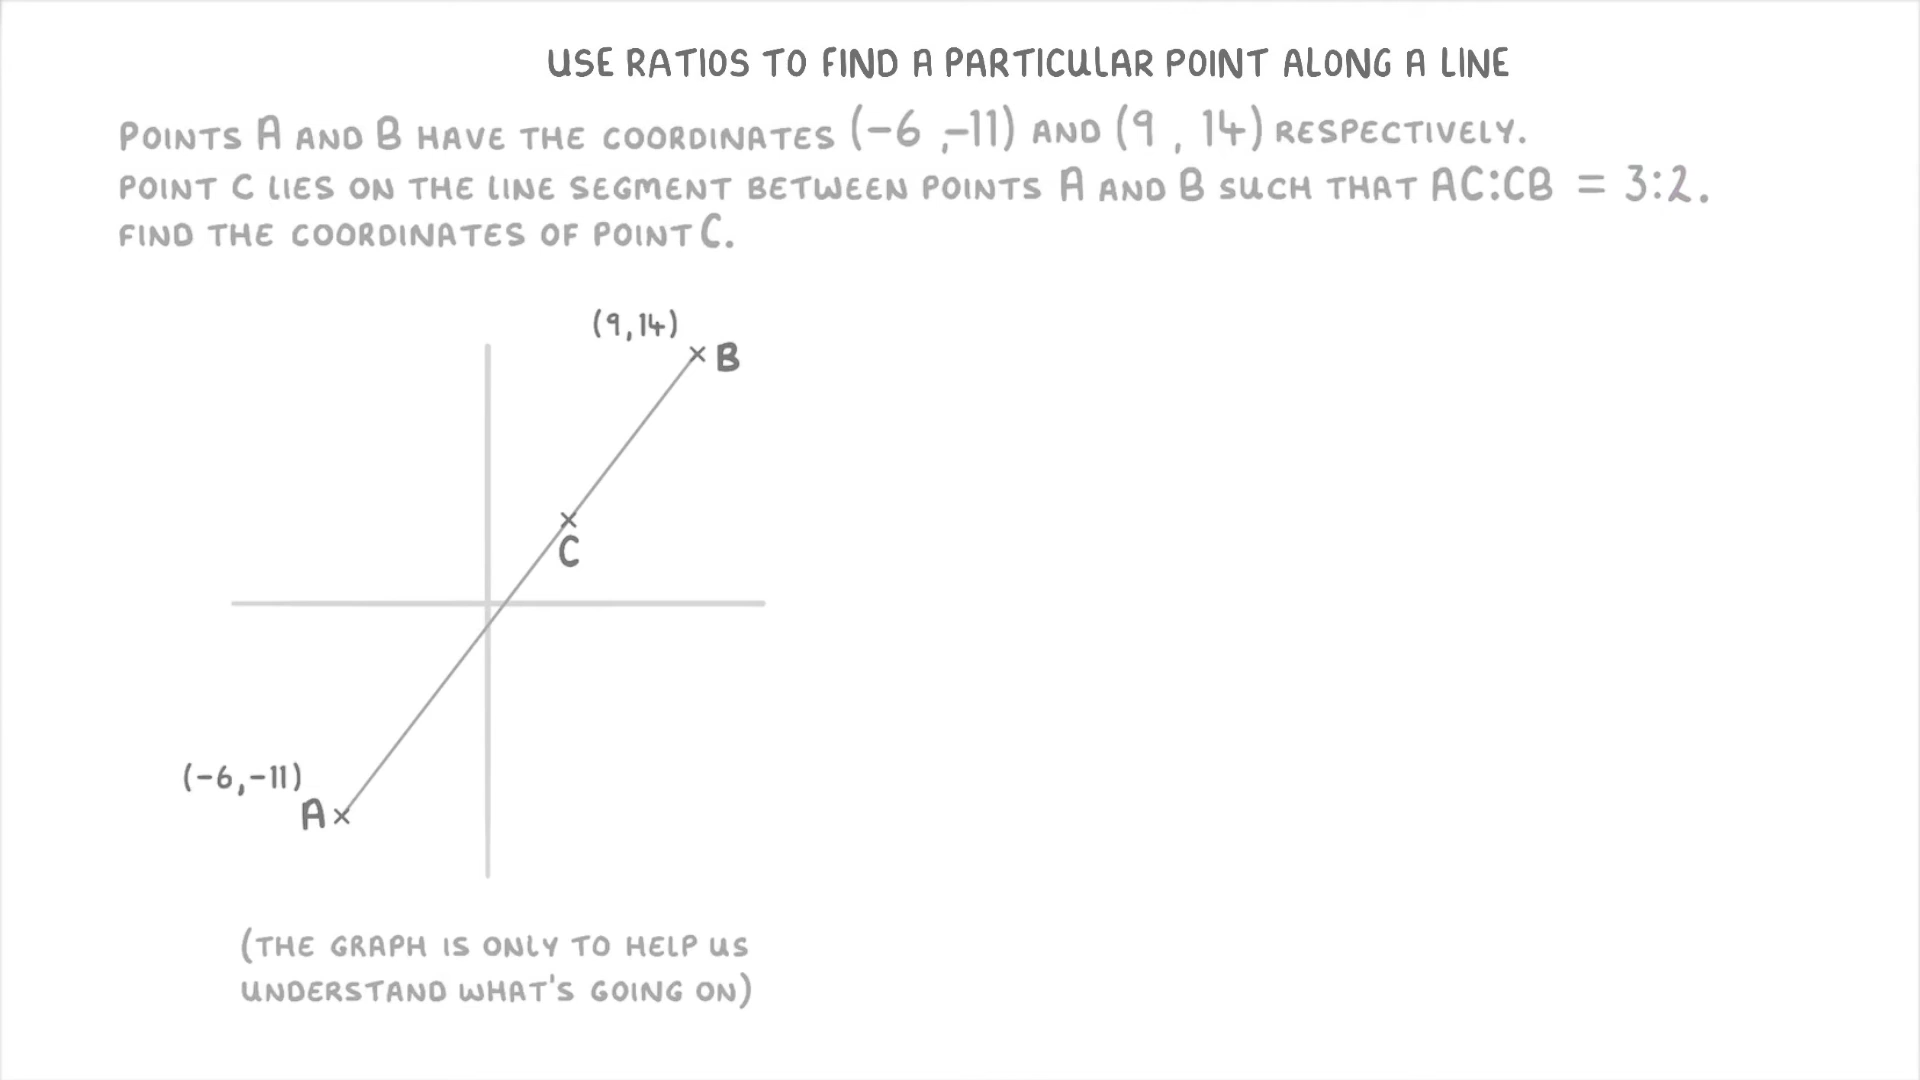 USE RATIOS TO FIND A PARTICULAR POINT ALONG A LINE
POINTS A AND B HAVE THE COORDINATES (-6 ,-11) AND (9 , 14) RESPECTIVELY.
POINT C LIES ON THE LINE SEGMENT BETWEEN POINTS A AND B SUCH THAT AC:CB = 3:2.
FIND THE COORDINATES OF POINT C.
(9,14)
B
C
(-6,-11)
A
(THE GRAPH IS ONLY TO HELP US
UNDERSTAND WHAT'S GOING ON)